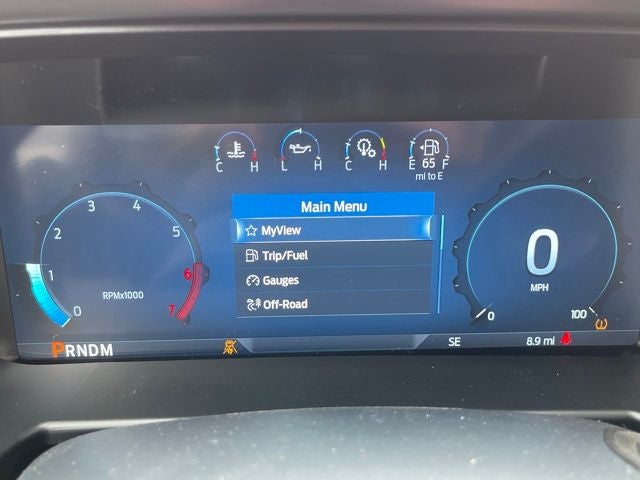 C H L H C H E 65 F
mi to E
Main Menu
MyView
Trip/Fuel
Gauges
Off-Road
0 1 2 3 4 5 6 7
RPMx1000
0
MPH
0 100
PRNDM
SE
8.9 mi